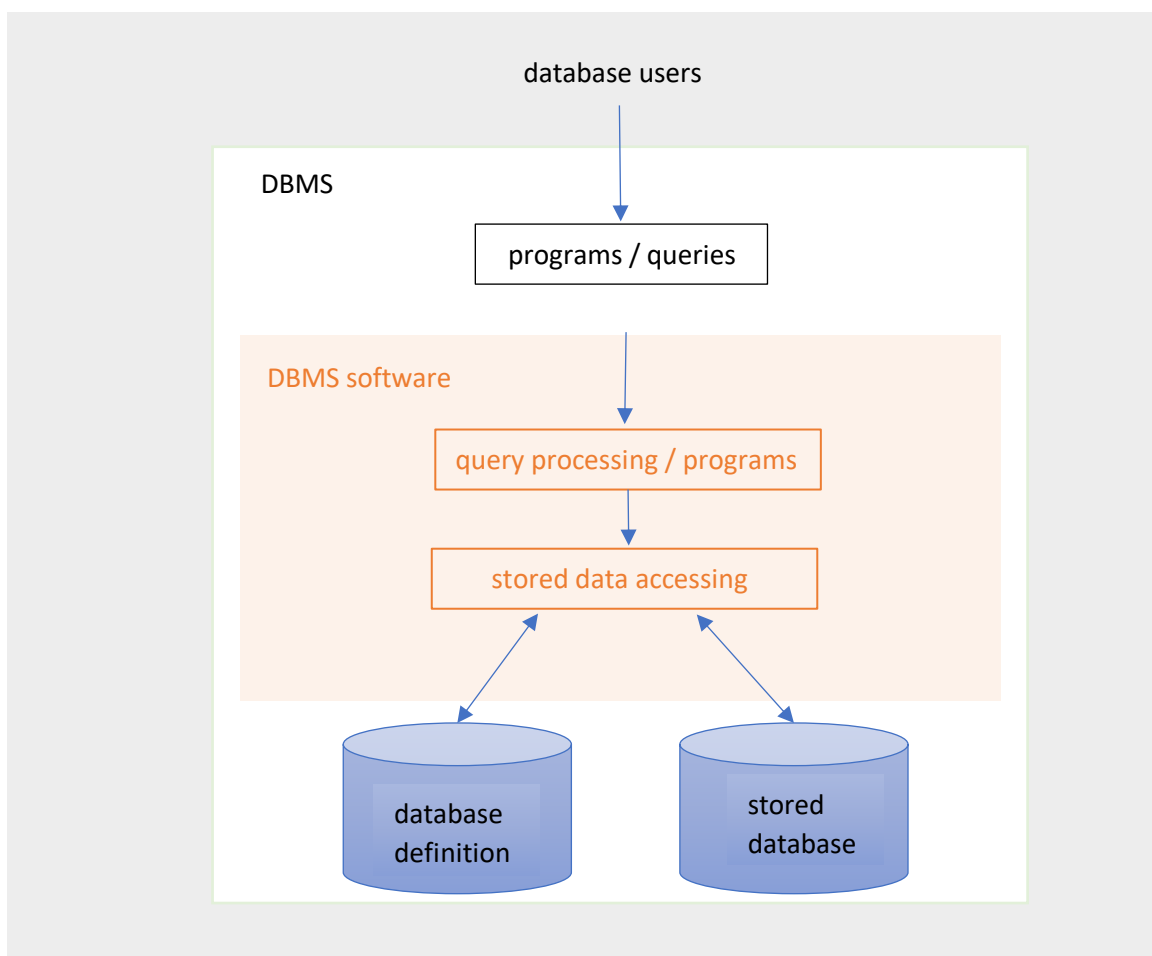 database users
DBMS
programs / queries
DBMS software
query processing / programs
stored data accessing
database
definition
stored
database